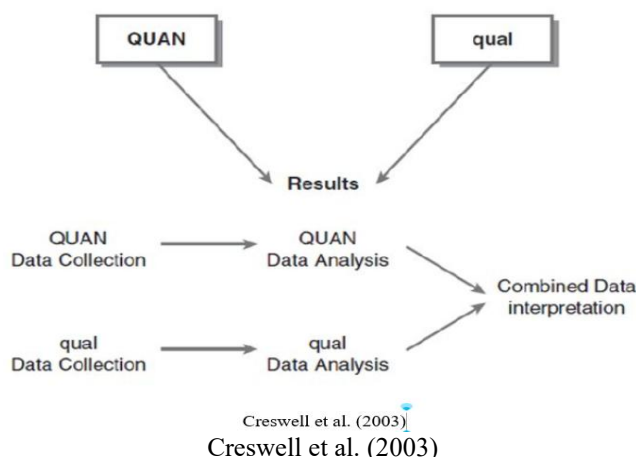 QUAN
qual
Results
QUAN
Data Collection
QUAN
Data Analysis
Combined Data
interpretation
qual
Data Collection
qual
Data Analysis
Creswell et al. (2003)
Creswell et al. (2003)